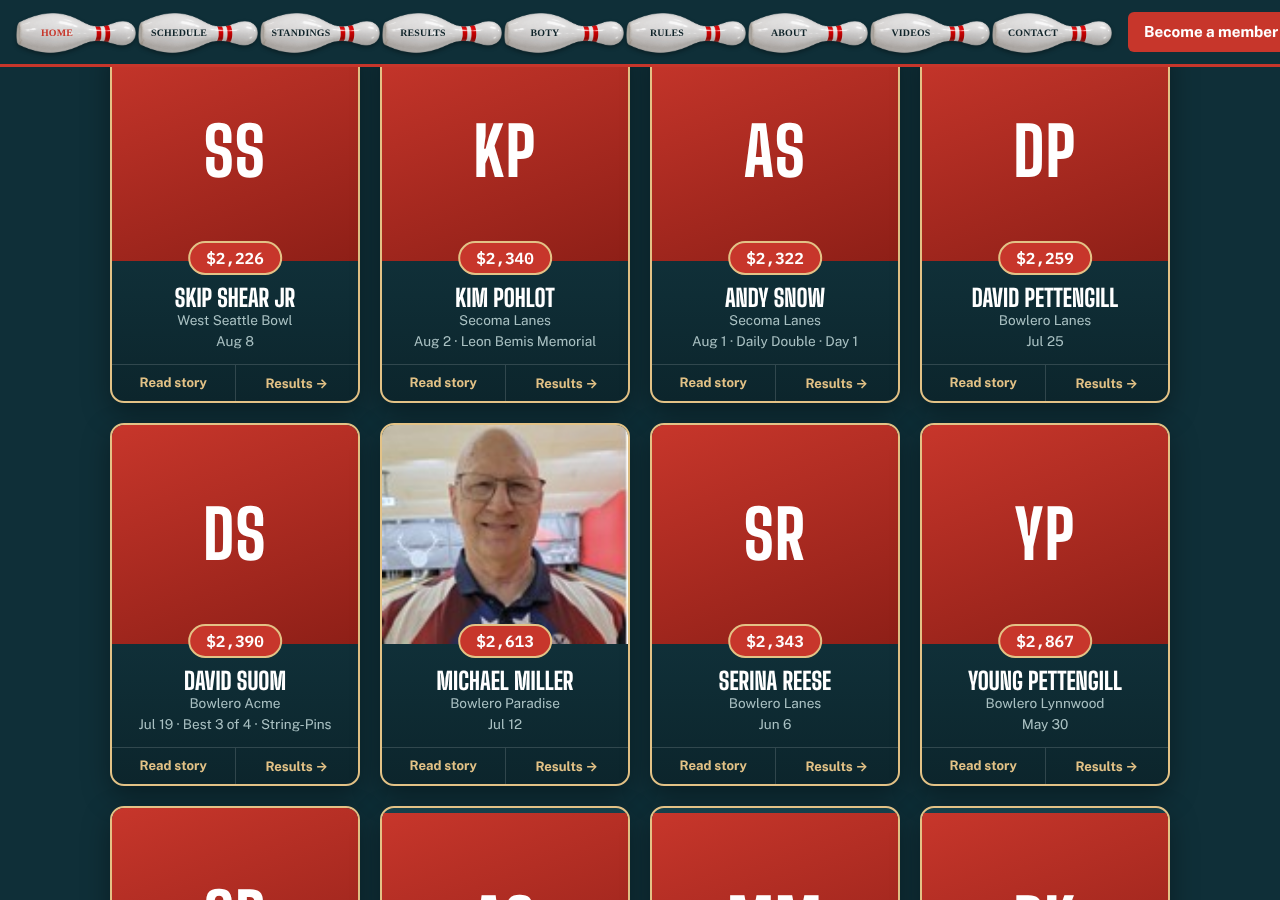 HOME SCHEDULE STANDINGS RESULTS BOTY RULES ABOUT VIDEOS CONTACT Become a member
SS KP AS DP
$2,226 $2,340 $2,322 $2,259
SKIP SHEAR JR KIM POHLOT ANDY SNOW DAVID PETTENGILL
West Seattle Bowl Secoma Lanes Secoma Lanes Bowlero Lanes
Aug 8 Aug 2 · Leon Bemis Memorial Aug 1 · Daily Double · Day 1 Jul 25
Read story Results → Read story Results → Read story Results → Read story Results →
DS SR YP
$2,390 $2,613 $2,343 $2,867
DAVID SUOM MICHAEL MILLER SERINA REESE YOUNG PETTENGILL
Bowlero Acme Bowlero Paradise Bowlero Lanes Bowlero Lynnwood
Jul 19 · Best 3 of 4 · String-Pins Jul 12 Jun 6 May 30
Read story Results → Read story Results → Read story Results → Read story Results →